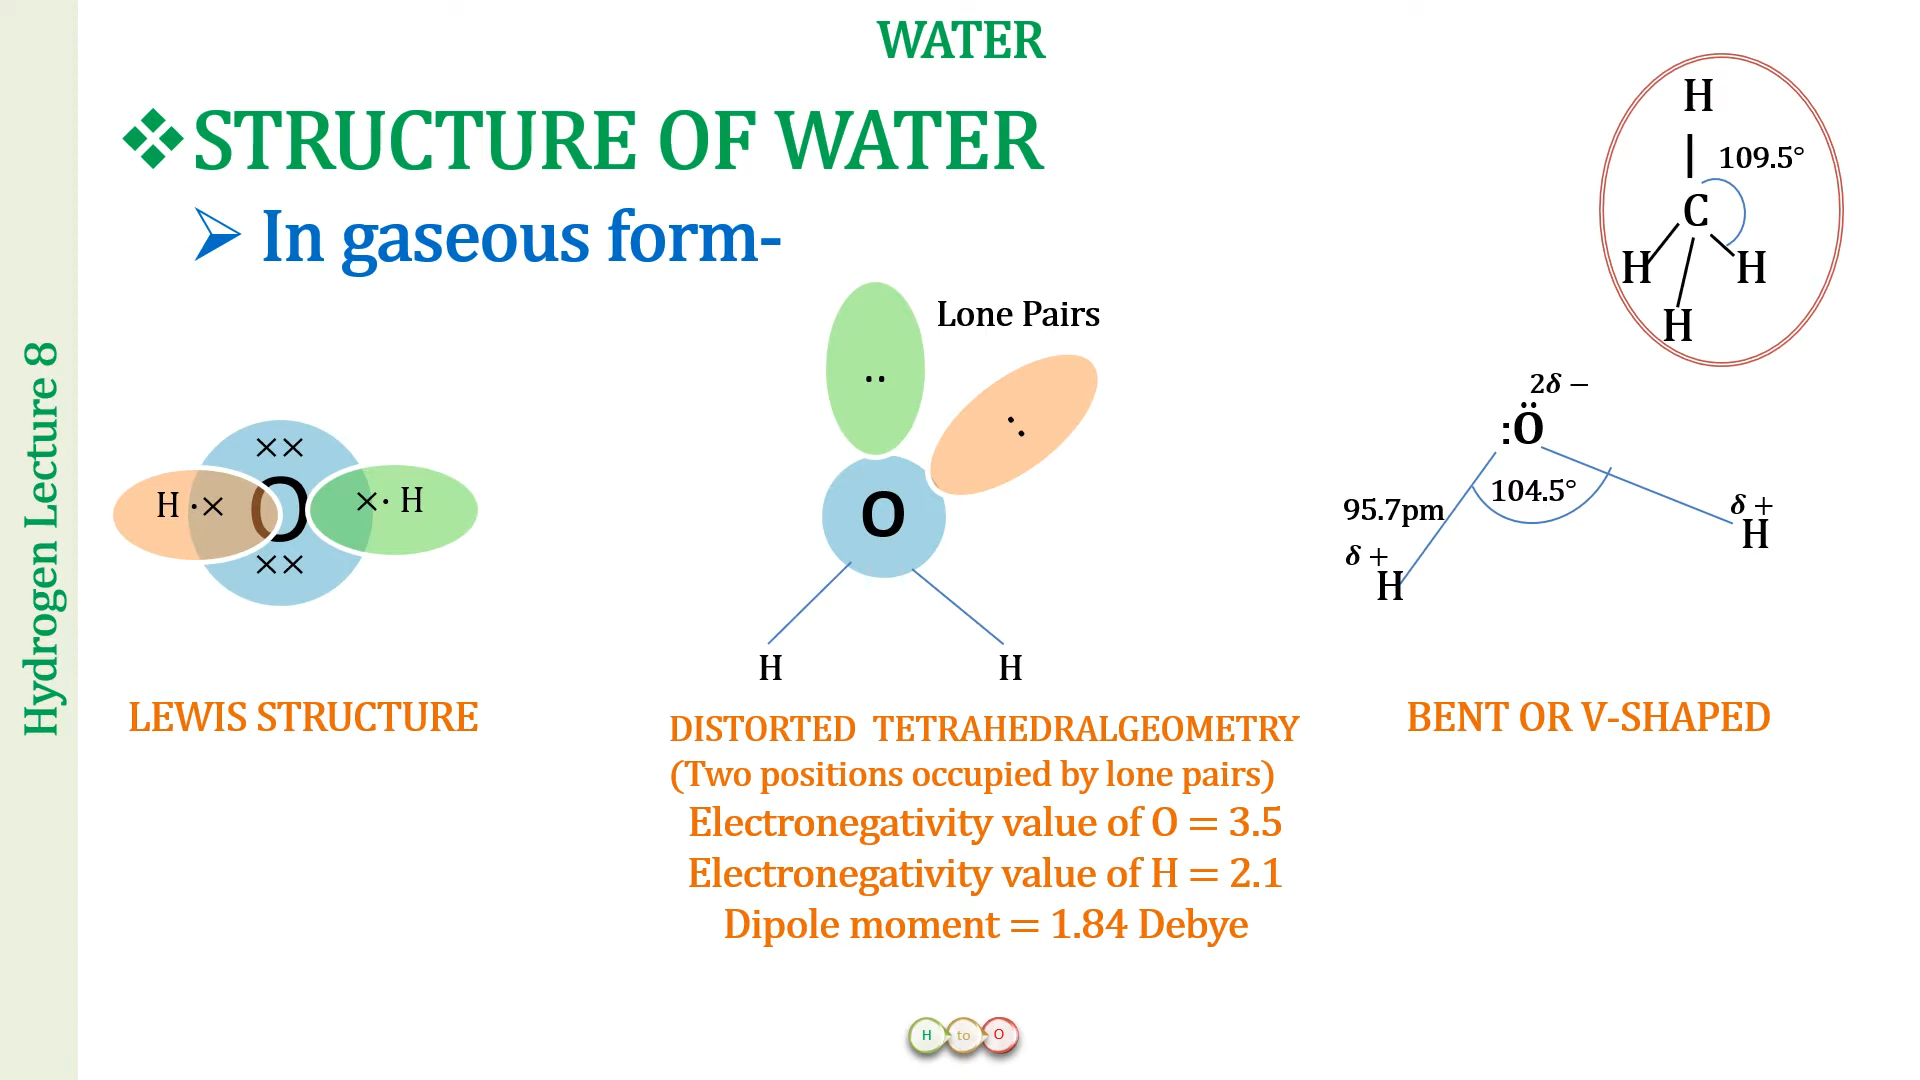 WATER
❖STRUCTURE OF WATER
➢ In gaseous form-
Hydrogen Lecture 8
H
109.5°
C
H
H
H
Lone Pairs
..
..
O
H
H
××
H ·× O ×· H
××
2δ −
:Ö
104.5°
95.7pm
δ +
H
δ +
H
LEWIS STRUCTURE
DISTORTED TETRAHEDRALGEOMETRY
(Two positions occupied by lone pairs)
Electronegativity value of O = 3.5
Electronegativity value of H = 2.1
Dipole moment = 1.84 Debye
BENT OR V-SHAPED
H to O